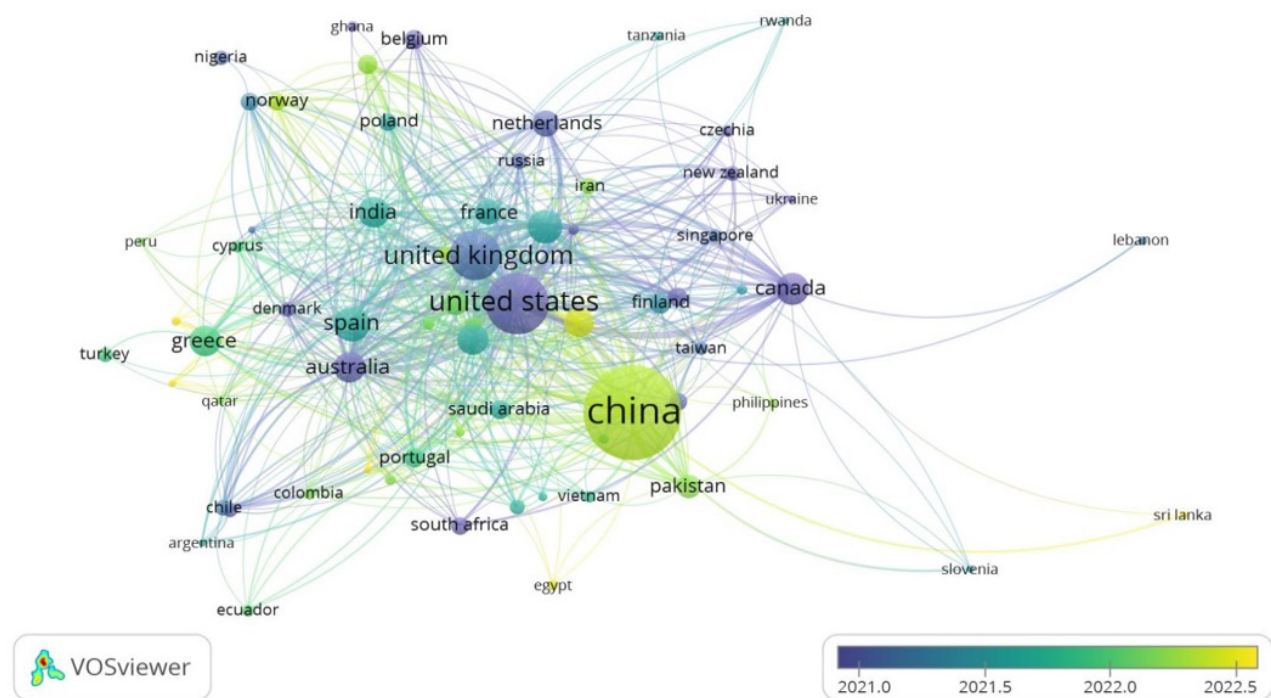 ghana
belgium
rwanda
tanzania
nigeria
norway
poland
netherlands
czechia
russia
new zealand
iran
ukraine
india
france
singapore
peru
cyprus
lebanon
united kingdom
canada
denmark
united states
finland
spain
greece
turkey
australia
taiwan
qatar
saudi arabia
china
philippines
portugal
colombia
vietnam
pakistan
chile
south africa
sri lanka
argentina
slovenia
egypt
ecuador
VOSviewer
2021.0 2021.5 2022.0 2022.5